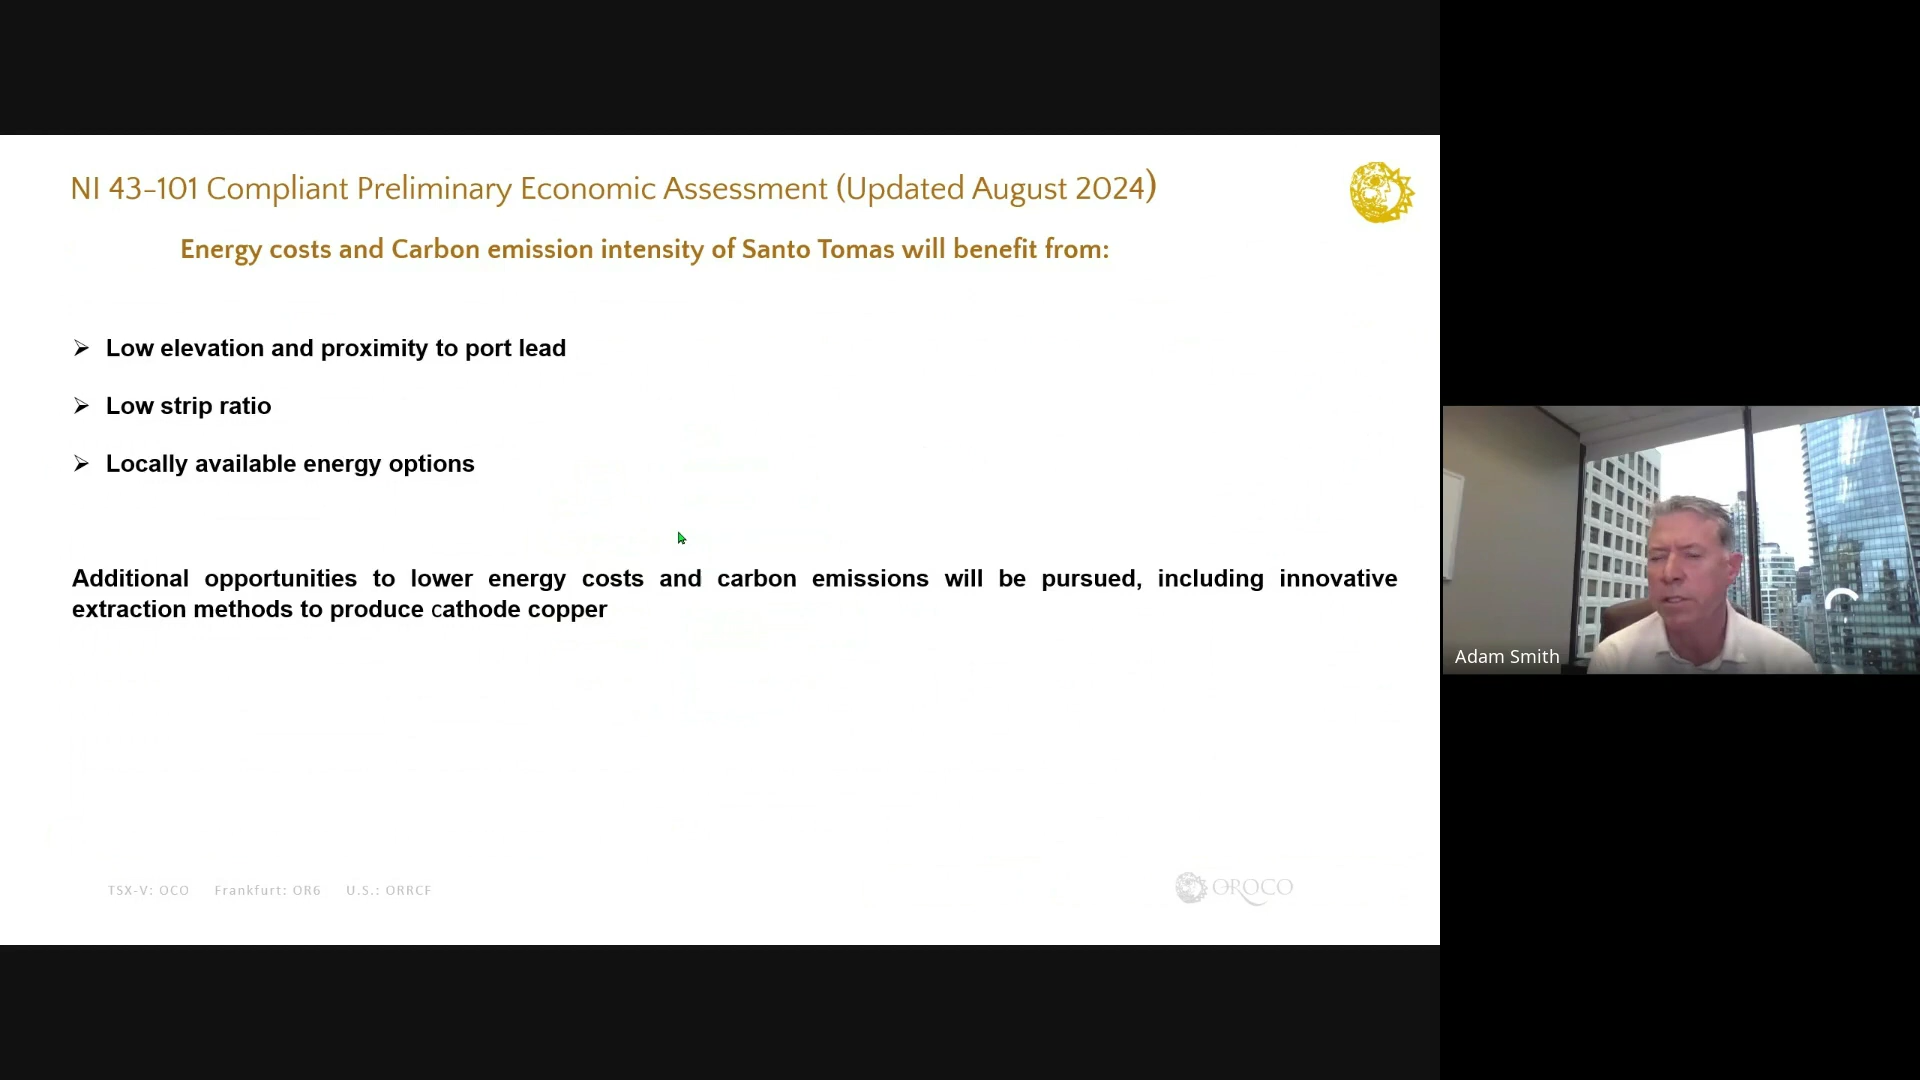 NI 43-101 Compliant Preliminary Economic Assessment (Updated August 2024)
Energy costs and Carbon emission intensity of Santo Tomas will benefit from:
➢ Low elevation and proximity to port lead
➢ Low strip ratio
➢ Locally available energy options
Additional opportunities to lower energy costs and carbon emissions will be pursued, including innovative
extraction methods to produce cathode copper
TSX-V: OCO Frankfurt: OR6 U.S.: ORRCF
OROCO
Adam Smith